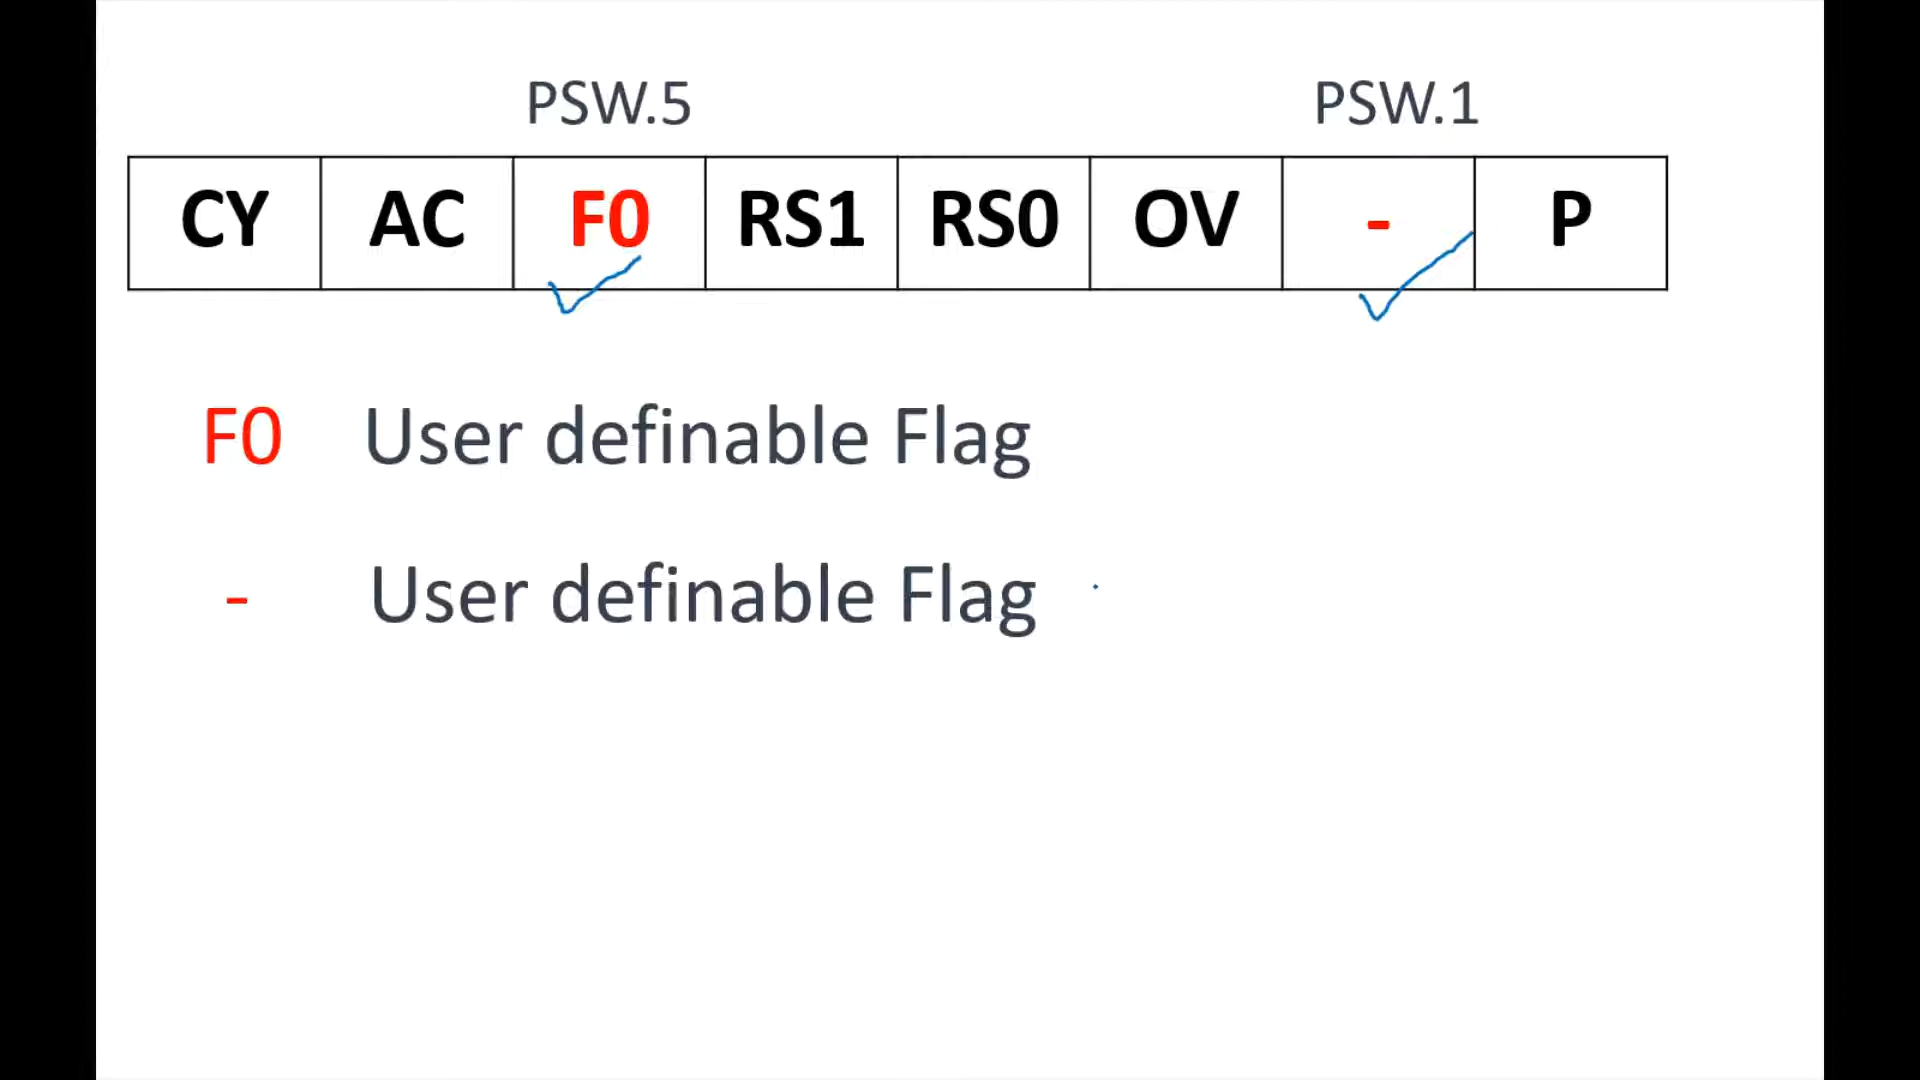 PSW.5 PSW.1
CY AC F0 RS1 RS0 OV - P
F0 User definable Flag
- User definable Flag